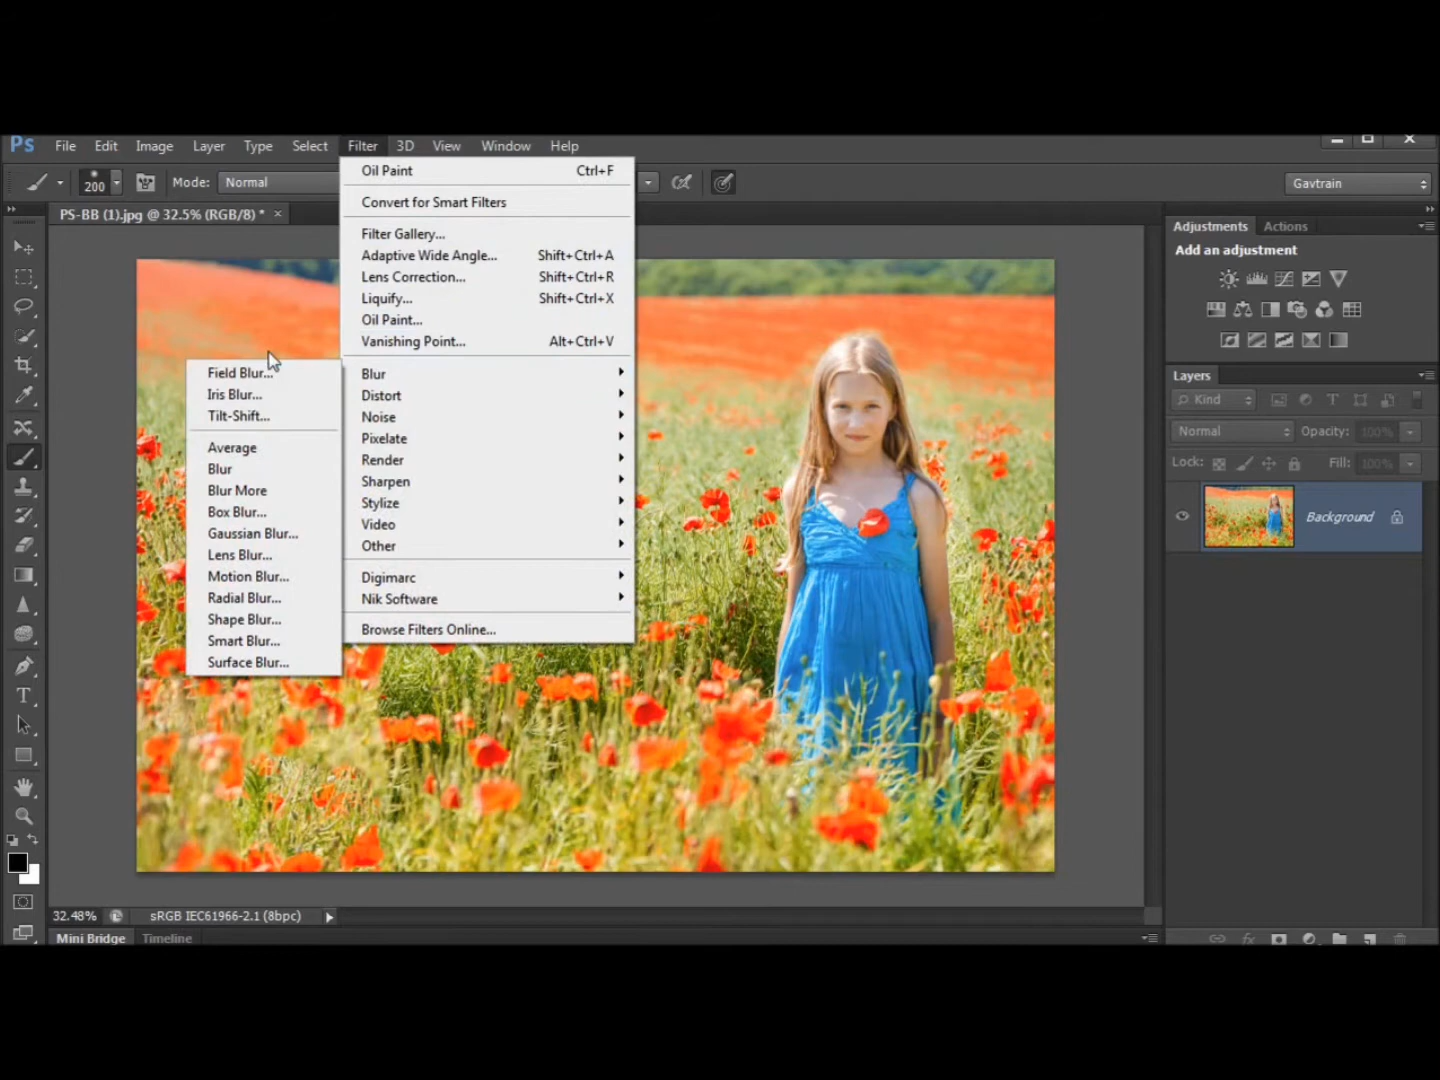 Ps File Edit Image Layer Type Select Filter 3D View Window Help
200 Mode: Normal
Gavtrain
PS-BB (1).jpg @ 32.5% (RGB/8) * ×
Oil Paint Ctrl+F
Convert for Smart Filters
Filter Gallery...
Adaptive Wide Angle... Shift+Ctrl+A
Lens Correction... Shift+Ctrl+R
Liquify... Shift+Ctrl+X
Oil Paint...
Vanishing Point... Alt+Ctrl+V
Blur
Distort
Noise
Pixelate
Render
Sharpen
Stylize
Video
Other
Digimarc
Nik Software
Browse Filters Online...
Field Blur...
Iris Blur...
Tilt-Shift...
Average
Blur
Blur More
Box Blur...
Gaussian Blur...
Lens Blur...
Motion Blur...
Radial Blur...
Shape Blur...
Smart Blur...
Surface Blur...
Adjustments Actions
Add an adjustment
Layers
Kind
Normal Opacity: 100%
Lock: Fill: 100%
Background
fx
32.48% sRGB IEC61966-2.1 (8bpc)
Mini Bridge Timeline